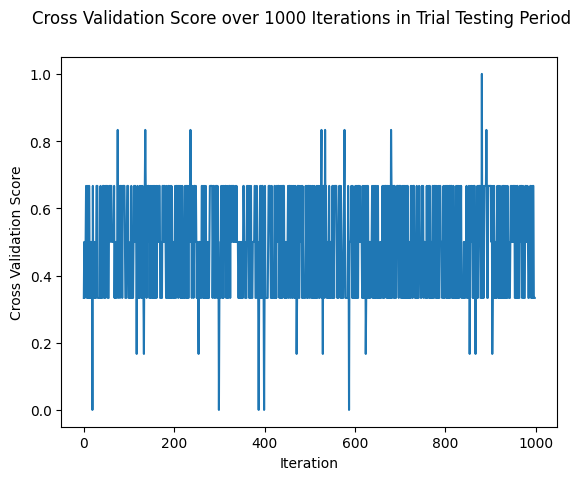 Cross Validation Score over 1000 Iterations in Trial Testing Period
1.0
0.8
0.6
0.4
0.2
0.0
Cross Validation Score
0 200 400 600 800 1000
Iteration